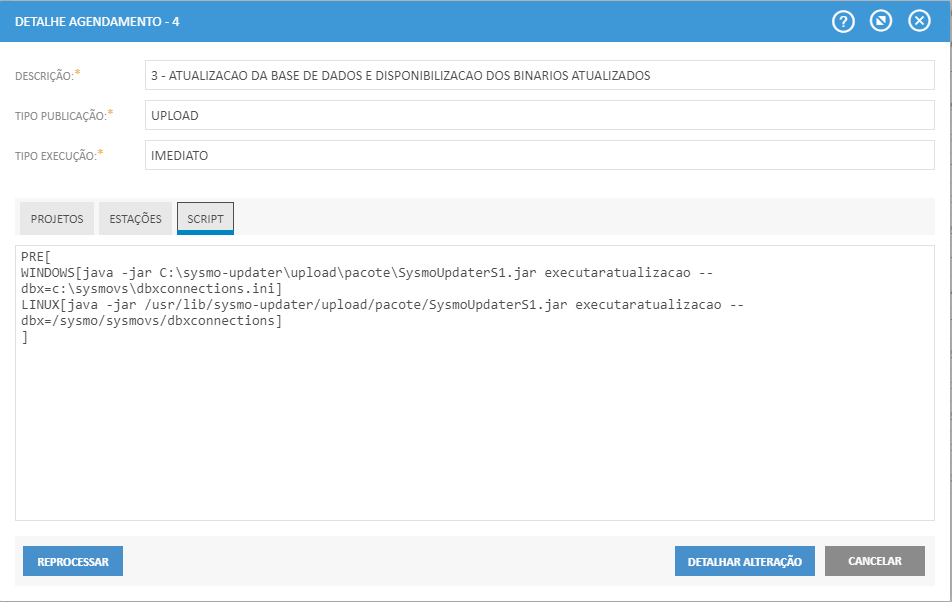 DETALHE AGENDAMENTO - 4
DESCRIÇÃO:* 3 - ATUALIZACAO DA BASE DE DADOS E DISPONIBILIZACAO DOS BINARIOS ATUALIZADOS
TIPO PUBLICAÇÃO:* UPLOAD
TIPO EXECUÇÃO:* IMEDIATO
PROJETOS ESTAÇÕES SCRIPT
PRE[
WINDOWS[java -jar C:\sysmo-updater\upload\pacote\SysmoUpdaterS1.jar executaratualizacao --
dbx=c:\sysmovs\dbxconnections.ini]
LINUX[java -jar /usr/lib/sysmo-updater/upload/pacote/SysmoUpdaterS1.jar executaratualizacao --
dbx=/sysmo/sysmovs/dbxconnections]
]
REPROCESSAR DETALHAR ALTERAÇÃO CANCELAR